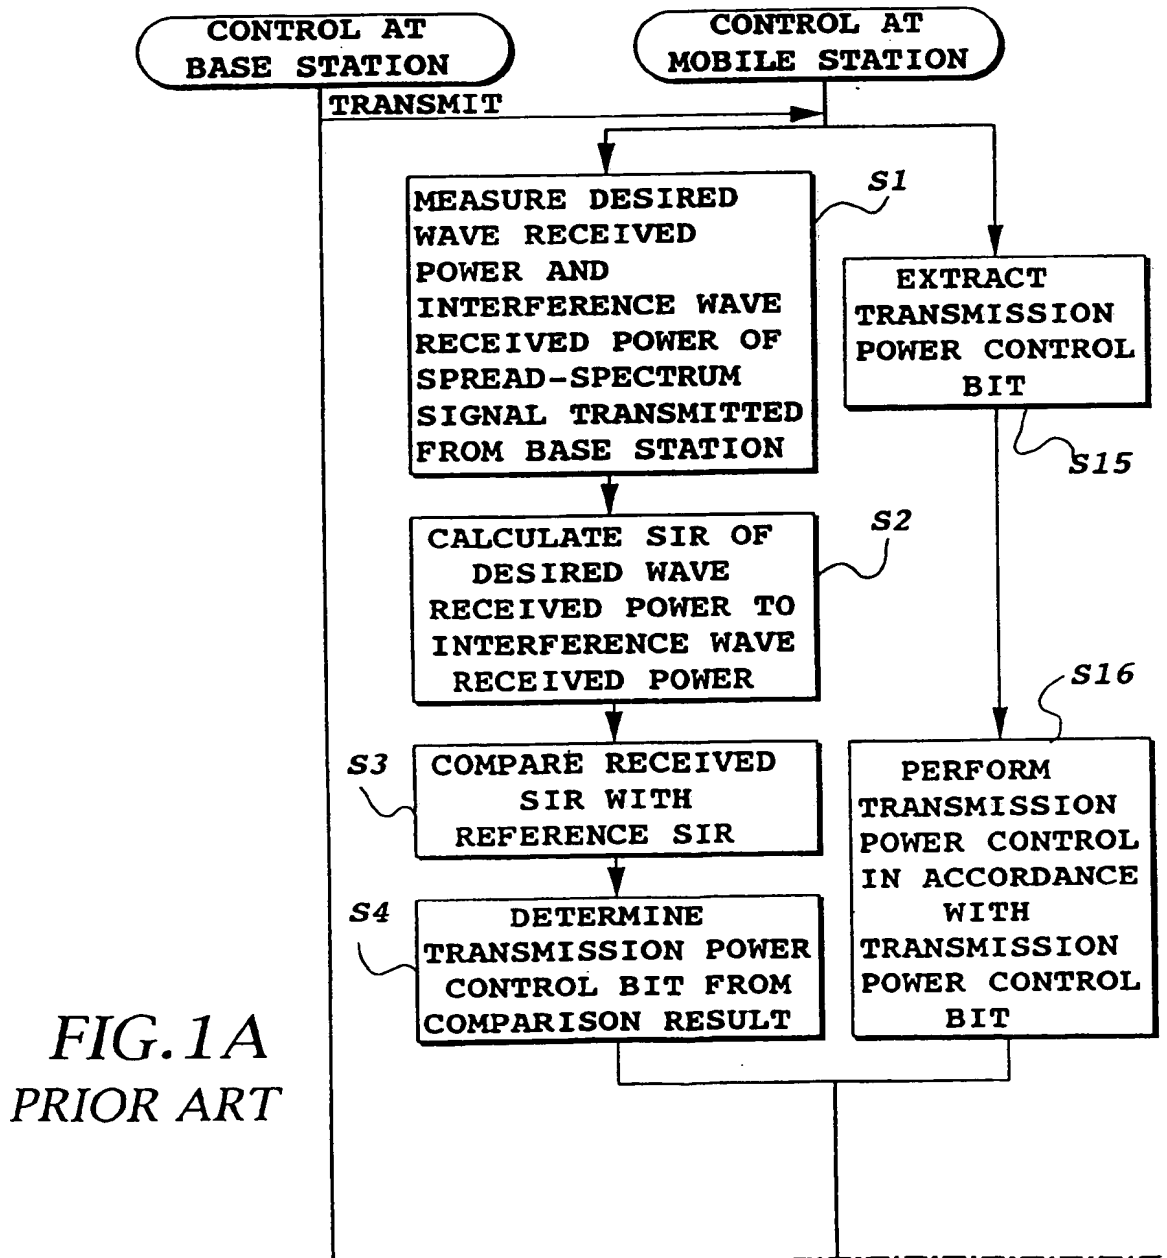 CONTROL AT
BASE STATION
CONTROL AT
MOBILE STATION
TRANSMIT
MEASURE DESIRED
WAVE RECEIVED
POWER AND
INTERFERENCE WAVE
RECEIVED POWER OF
SPREAD-SPECTRUM
SIGNAL TRANSMITTED
FROM BASE STATION
S1
EXTRACT
TRANSMISSION
POWER CONTROL
BIT
S15
CALCULATE SIR OF
DESIRED WAVE
RECEIVED POWER TO
INTERFERENCE WAVE
RECEIVED POWER
S2
S3
COMPARE RECEIVED
SIR WITH
REFERENCE SIR
S16
PERFORM
TRANSMISSION
POWER CONTROL
IN ACCORDANCE
WITH
TRANSMISSION
POWER CONTROL
BIT
S4
DETERMINE
TRANSMISSION POWER
CONTROL BIT FROM
COMPARISON RESULT
FIG.1A
PRIOR ART